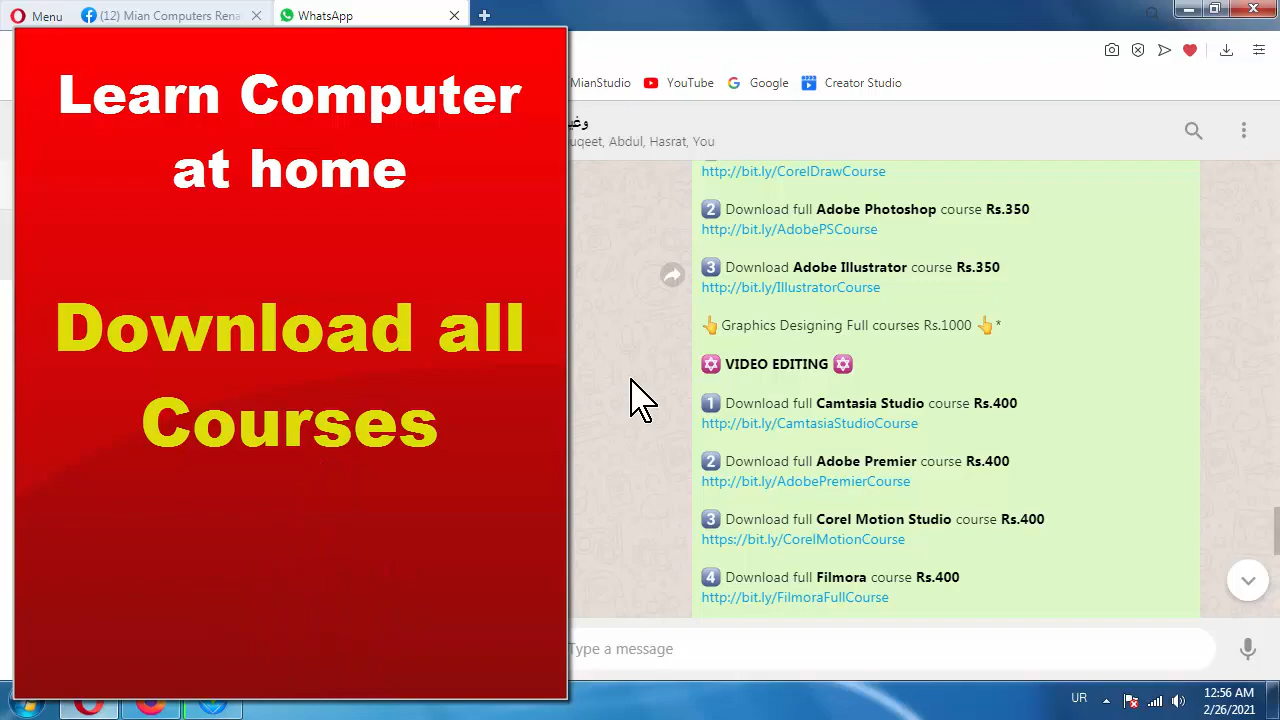 Menu
(12) Mian Computers Rena
WhatsApp
MianStudio
YouTube
Google
Creator Studio
Learn Computer
at home
Download all
Courses
وغي
uqeet, Abdul, Hasrat, You
http://bit.ly/CorelDrawCourse
2 Download full Adobe Photoshop course Rs.350
http://bit.ly/AdobePSCourse
3 Download Adobe Illustrator course Rs.350
http://bit.ly/IllustratorCourse
👆Graphics Designing Full courses Rs.1000 👆*
🔯 VIDEO EDITING 🔯
1 Download full Camtasia Studio course Rs.400
http://bit.ly/CamtasiaStudioCourse
2 Download full Adobe Premier course Rs.400
http://bit.ly/AdobePremierCourse
3 Download full Corel Motion Studio course Rs.400
https://bit.ly/CorelMotionCourse
4 Download full Filmora course Rs.400
http://bit.ly/FilmoraFullCourse
Type a message
UR
12:56 AM
2/26/2021